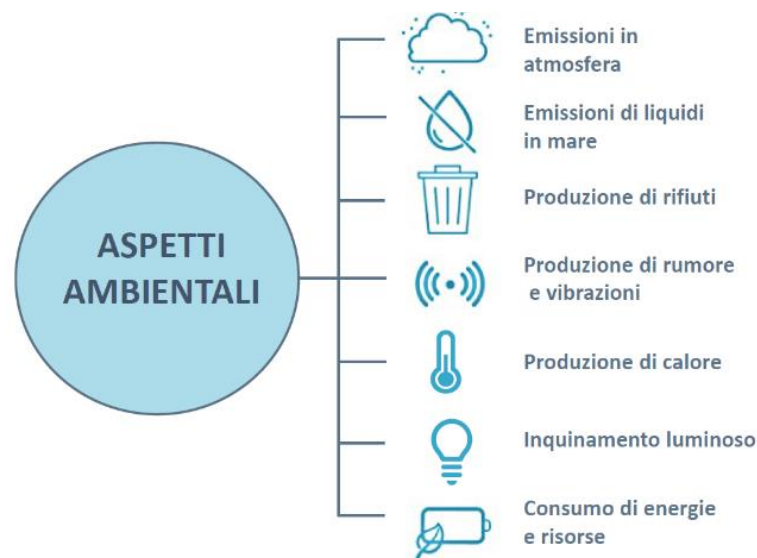 ASPETTI
AMBIENTALI
Emissioni in
atmosfera
Emissioni di liquidi
in mare
Produzione di rifiuti
Produzione di rumore
e vibrazioni
Produzione di calore
Inquinamento luminoso
Consumo di energie
e risorse